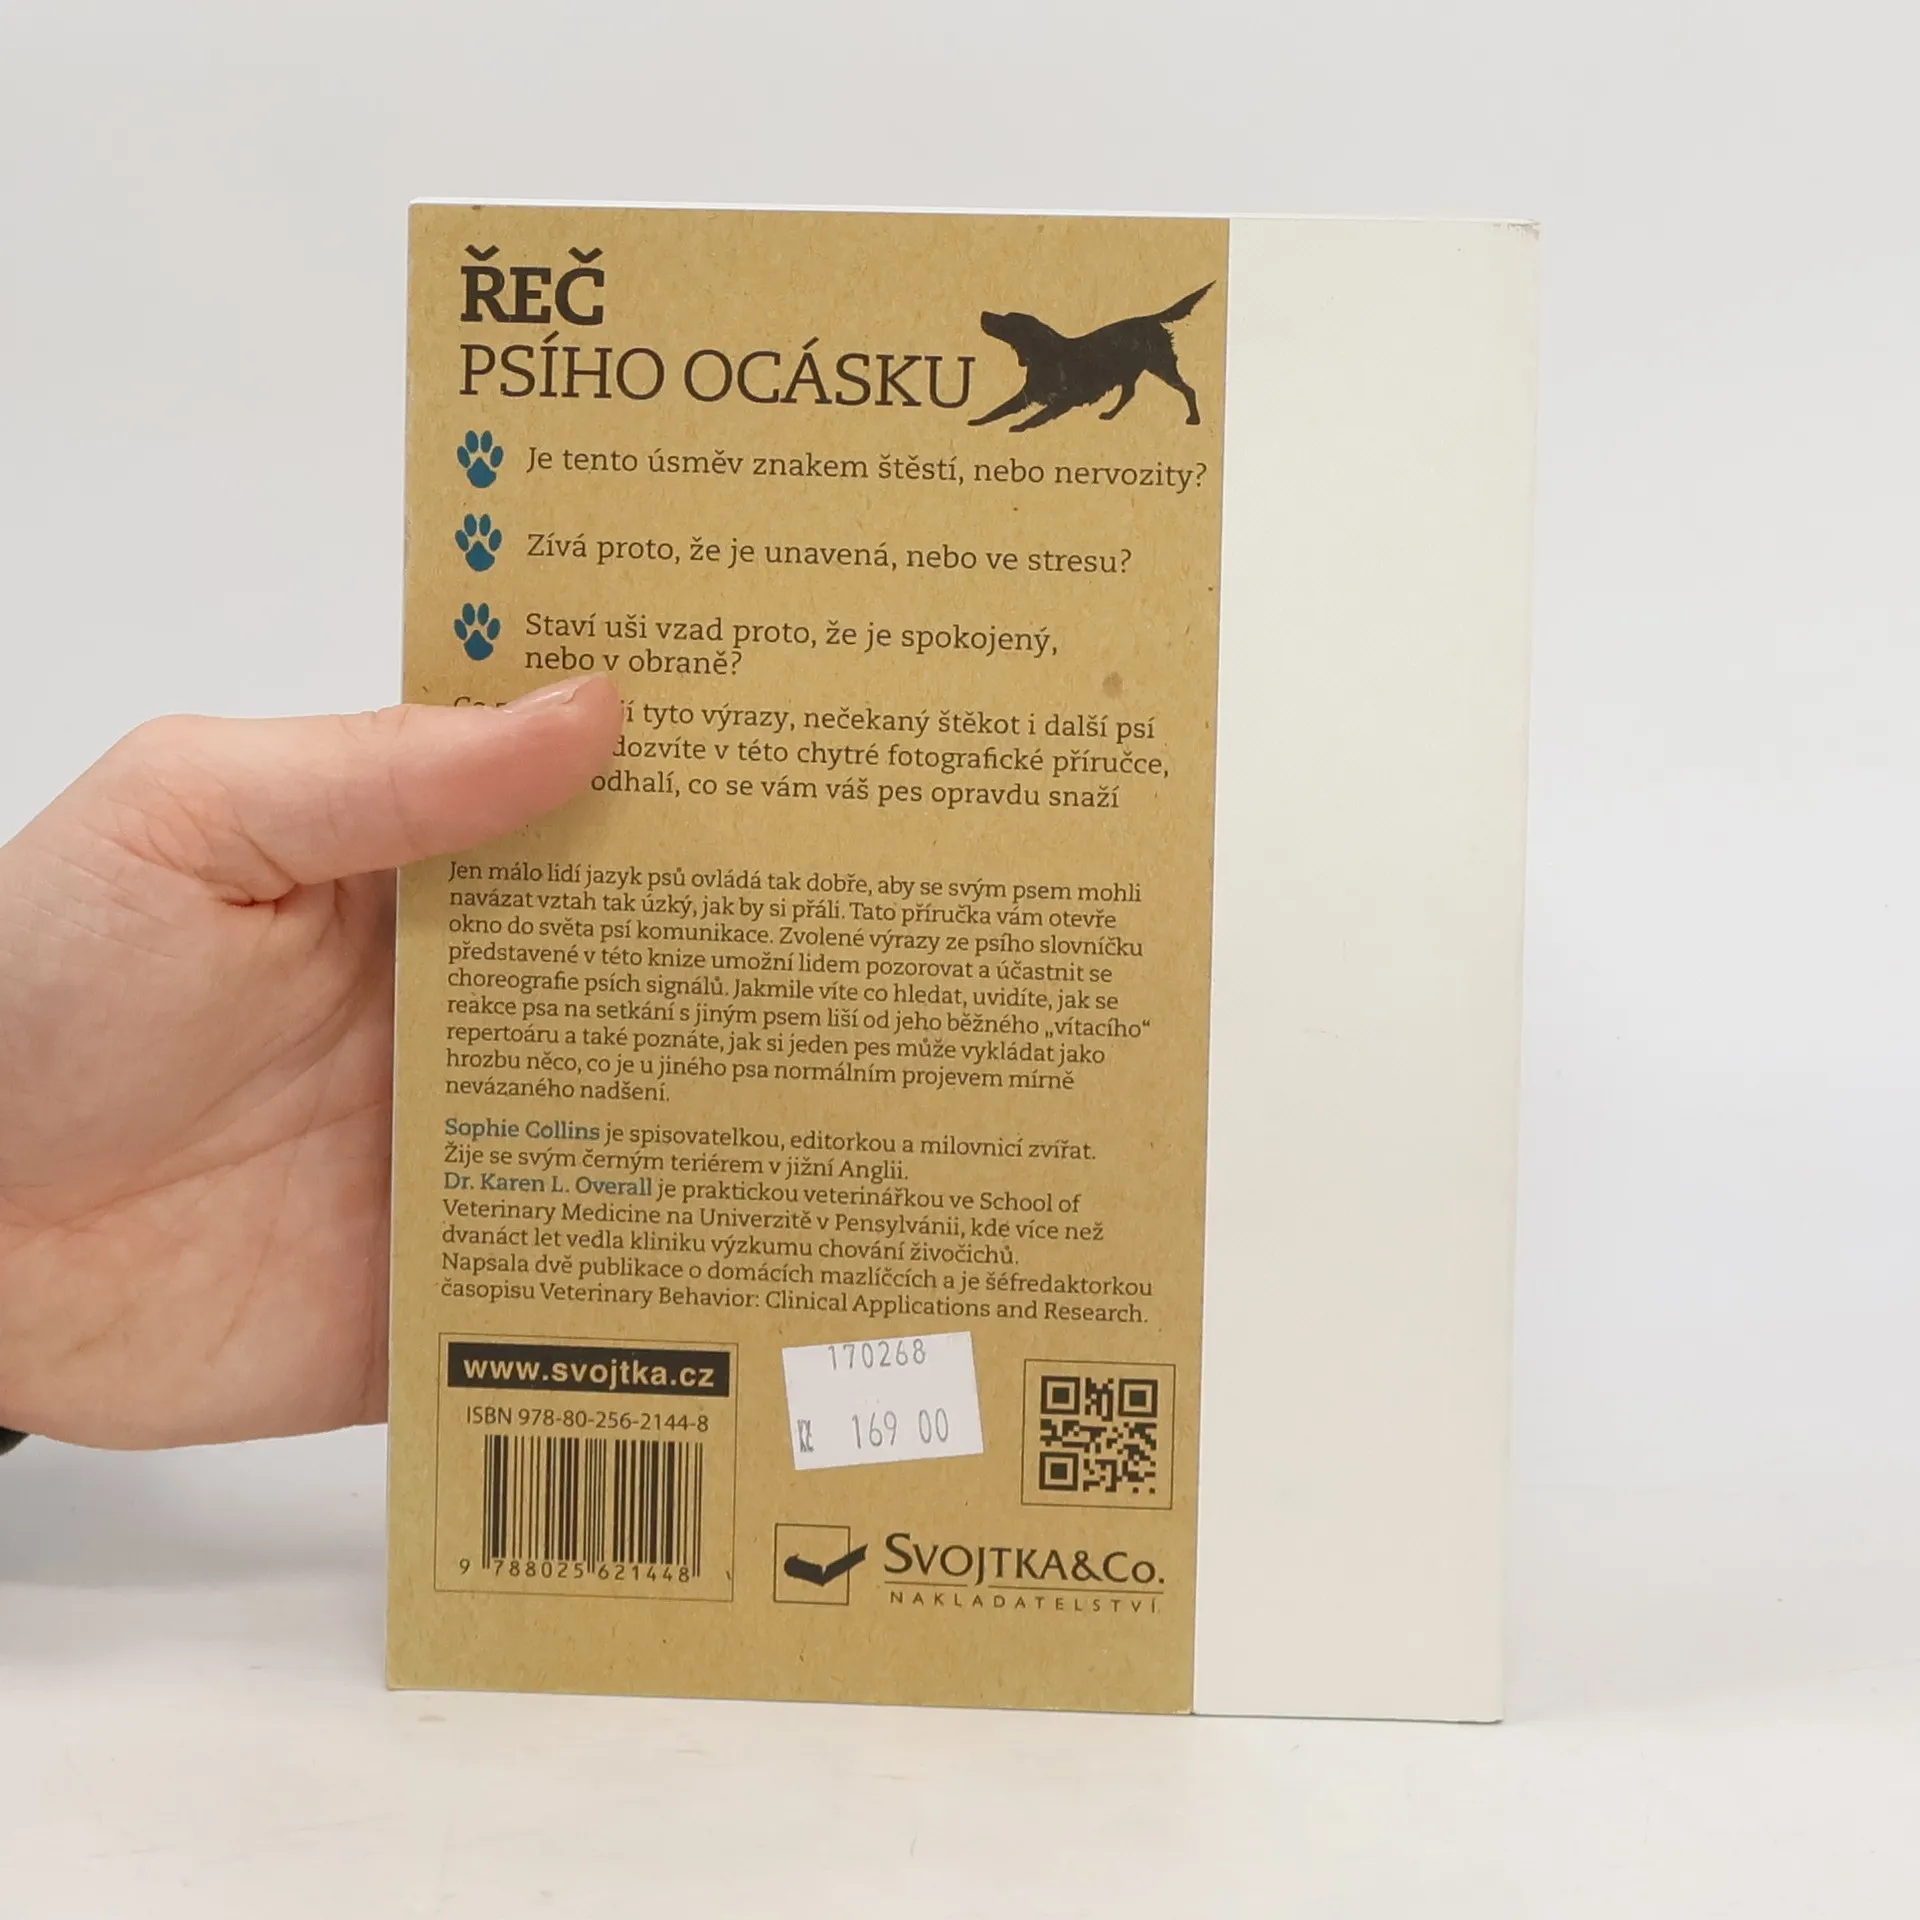 ŘEČ
PSÍHO OCÁSKU
Je tento úsměv znakem štěstí, nebo nervozity?
Zívá proto, že je unavená, nebo ve stresu?
Staví uši vzad proto, že je spokojený,
nebo v obraně?
tyto výrazy, nečekaný štěkot i další psí
dozvíte v této chytré fotografické příručce,
odhalí, co se vám váš pes opravdu snaží
Jen málo lidí jazyk psů ovládá tak dobře, aby se svým psem mohli
navázat vztah tak úzký, jak by si přáli. Tato příručka vám otevře
okno do světa psí komunikace. Zvolené výrazy ze psího slovníčku
představené v této knize umožní lidem pozorovat a účastnit se
choreografie psích signálů. Jakmile víte co hledat, uvidíte, jak se
reakce psa na setkání s jiným psem liší od jeho běžného „vítacího“
repertoáru a také poznáte, jak si jeden pes může vykládat jako
hrozbu něco, co je u jiného psa normálním projevem mírně
nevázaného nadšení.
Sophie Collins je spisovatelkou, editorkou a milovnicí zvířat.
Žije se svým černým teriérem v jižní Anglii.
Dr. Karen L. Overall je praktickou veterinářkou ve School of
Veterinary Medicine na Univerzitě v Pensylvánii, kde více než
dvanáct let vedla kliniku výzkumu chování živočichů.
Napsala dvě publikace o domácích mazlíčcích a je šéfredaktorkou
časopisu Veterinary Behavior: Clinical Applications and Research.
www.svojtka.cz
ISBN 978-80-256-2144-8
9 788025 621448
170268
Kč 169 00
SVOJTKA&CO.
NAKLADATELSTVÍ